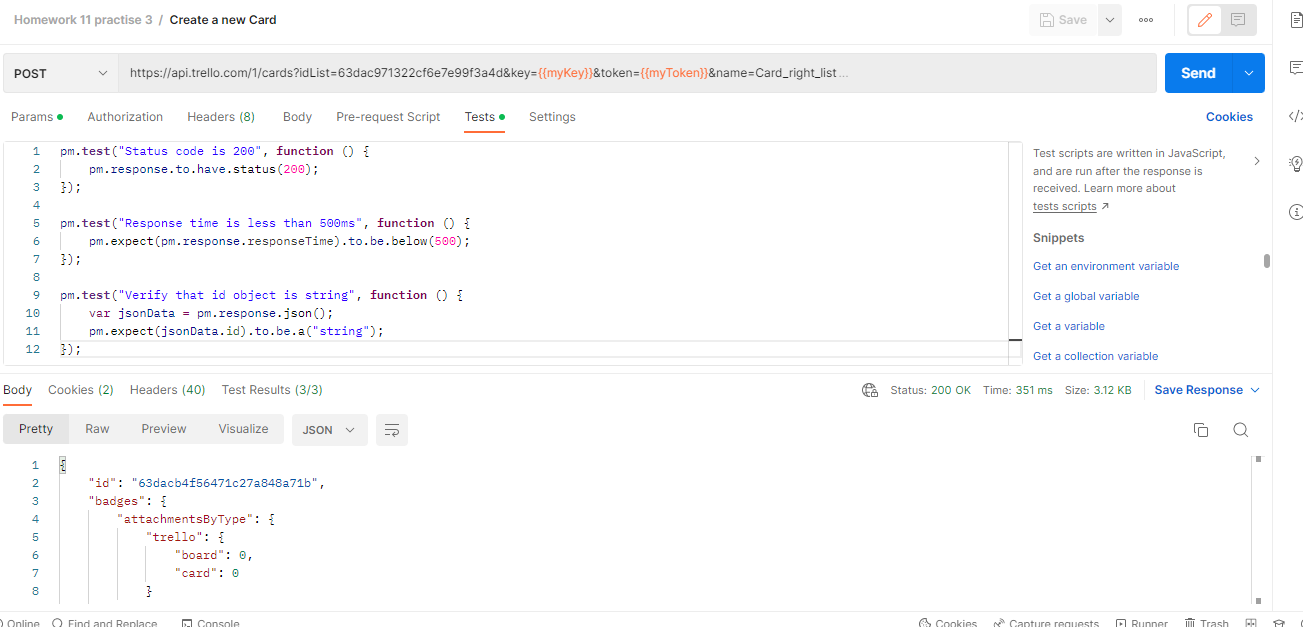 Homework 11 practise 3 / Create a new Card
Save
POST
https://api.trello.com/1/cards?idList=63dac971322cf6e7e99f3a4d&key={{myKey}}&token={{myToken}}&name=Card_right_list...
Send
Params
Authorization
Headers (8)
Body
Pre-request Script
Tests
Settings
Cookies
1 pm.test("Status code is 200", function () {
2 pm.response.to.have.status(200);
3 });
4
5 pm.test("Response time is less than 500ms", function () {
6 pm.expect(pm.response.responseTime).to.be.below(500);
7 });
8
9 pm.test("Verify that id object is string", function () {
10 var jsonData = pm.response.json();
11 pm.expect(jsonData.id).to.be.a("string");
12 });
Test scripts are written in JavaScript,
and are run after the response is
received. Learn more about
tests scripts ↗
Snippets
Get an environment variable
Get a global variable
Get a variable
Get a collection variable
Body
Cookies (2)
Headers (40)
Test Results (3/3)
Status: 200 OK
Time: 351 ms
Size: 3.12 KB
Save Response
Pretty
Raw
Preview
Visualize
JSON
1 {
2 "id": "63dacb4f56471c27a848a71b",
3 "badges": {
4 "attachmentsByType": {
5 "trello": {
6 "board": 0,
7 "card": 0
8 }
Online
Find and Replace
Console
Cookies
Capture requests
Runner
Trash